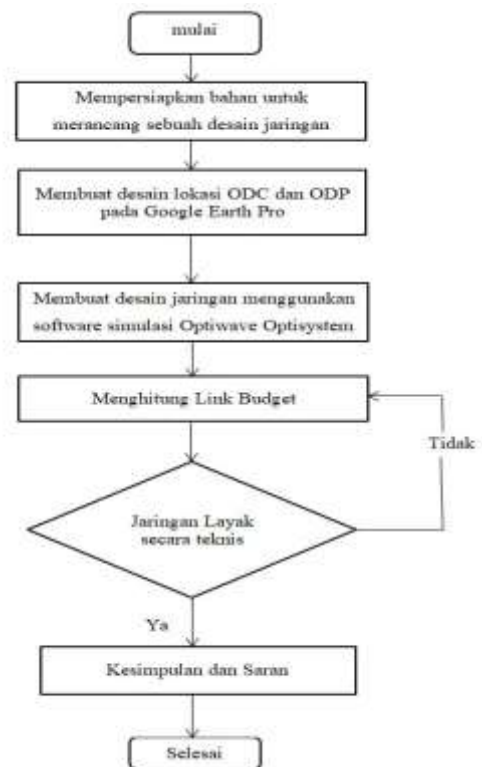 mulai
Mempersiapkan bahan untuk
merancang sebuah desain jaringan
Membuat desain lokasi ODC dan ODP
pada Google Earth Pro
Membuat desain jaringan menggunakan
software simulasi Optiwave Optisystem
Menghitung Link Budget
Tidak
Jaringan Layak
secara teknis
Ya
Kesimpulan dan Saran
Selesai